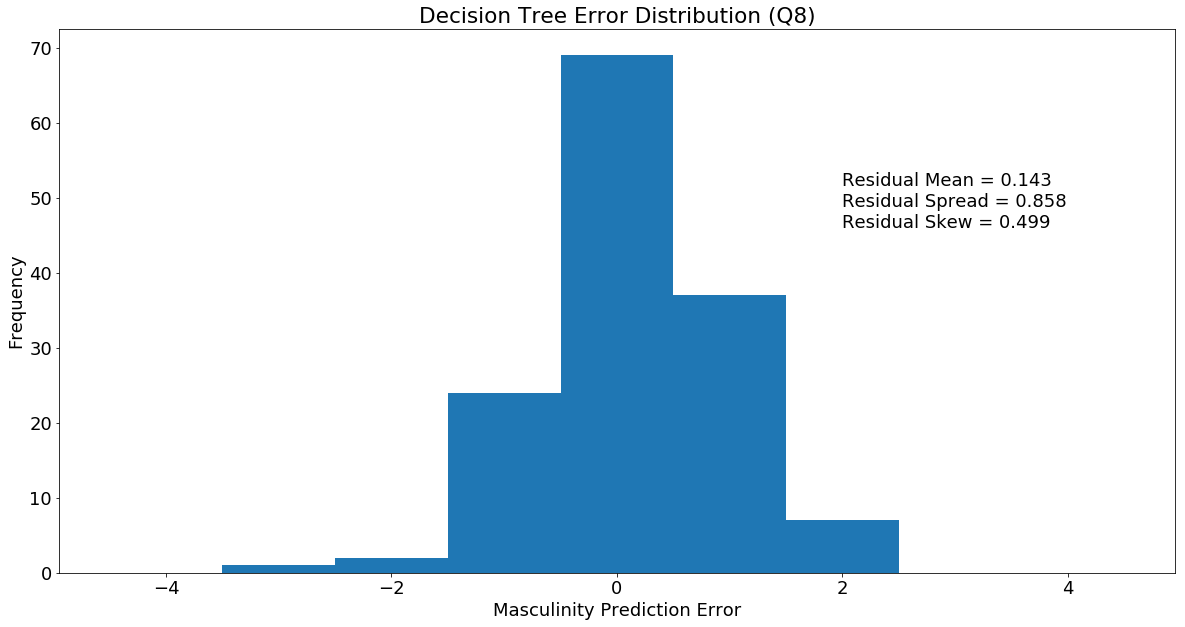 Decision Tree Error Distribution (Q8)
70
60
50
40
30
20
10
0
Frequency
Residual Mean = 0.143
Residual Spread = 0.858
Residual Skew = 0.499
−4
−2
0
2
4
Masculinity Prediction Error